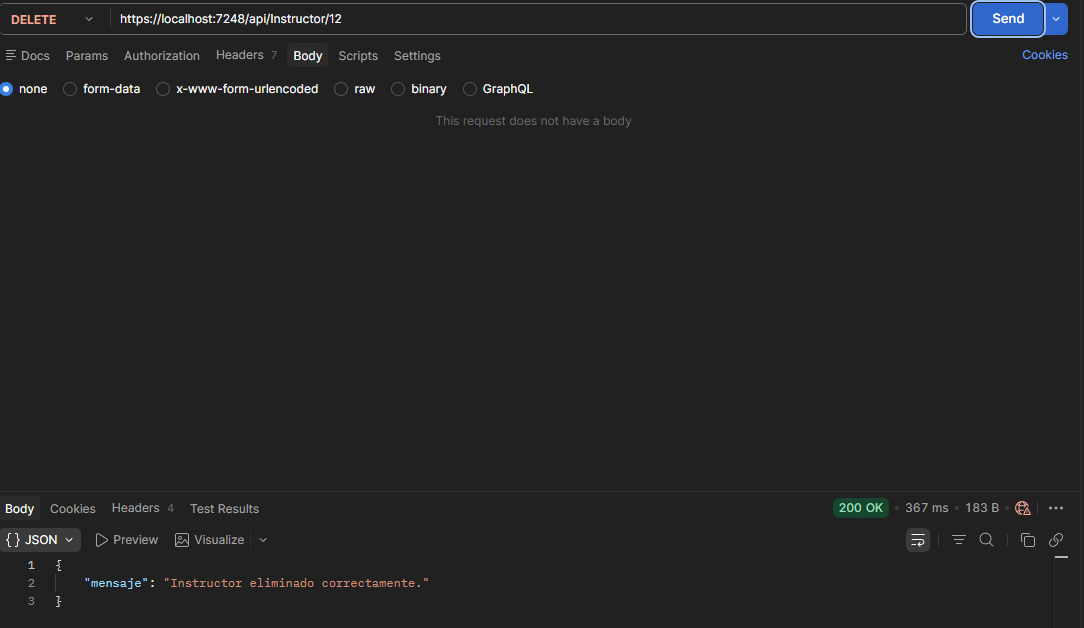 DELETE https://localhost:7248/api/Instructor/12 Send
Docs Params Authorization Headers 7 Body Scripts Settings Cookies
none form-data x-www-form-urlencoded raw binary GraphQL
This request does not have a body
Body Cookies Headers 4 Test Results 200 OK • 367 ms • 183 B •
{ } JSON Preview Visualize
1 {
2 "mensaje": "Instructor eliminado correctamente."
3 }